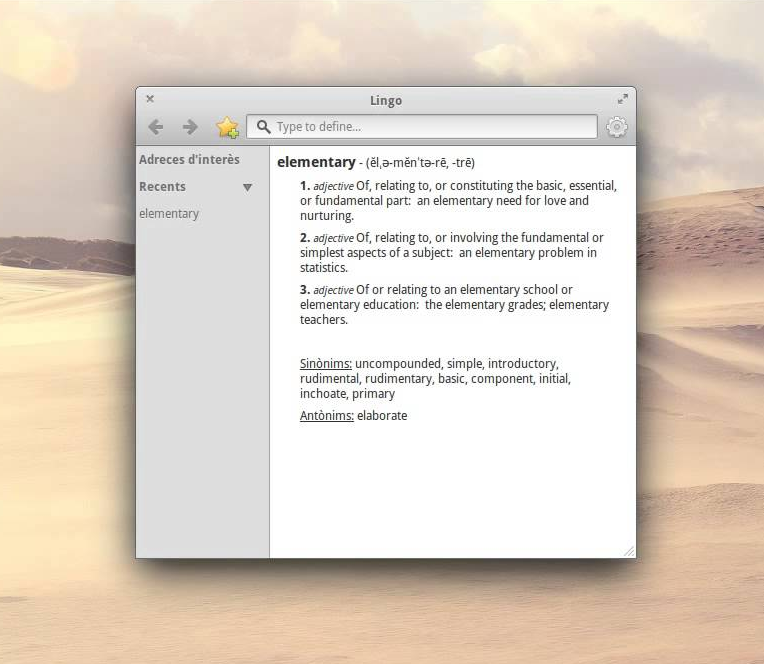 Lingo
Type to define...
Adreces d'interès
Recents
elementary
elementary - (ĕl‚ə-mĕn'tə-rē, -trē)
1. adjective Of, relating to, or constituting the basic, essential,
or fundamental part:  an elementary need for love and
nurturing.
2. adjective Of, relating to, or involving the fundamental or
simplest aspects of a subject:  an elementary problem in
statistics.
3. adjective Of or relating to an elementary school or
elementary education:  the elementary grades; elementary
teachers.
Sinònims: uncompounded, simple, introductory,
rudimental, rudimentary, basic, component, initial,
inchoate, primary
Antònims: elaborate